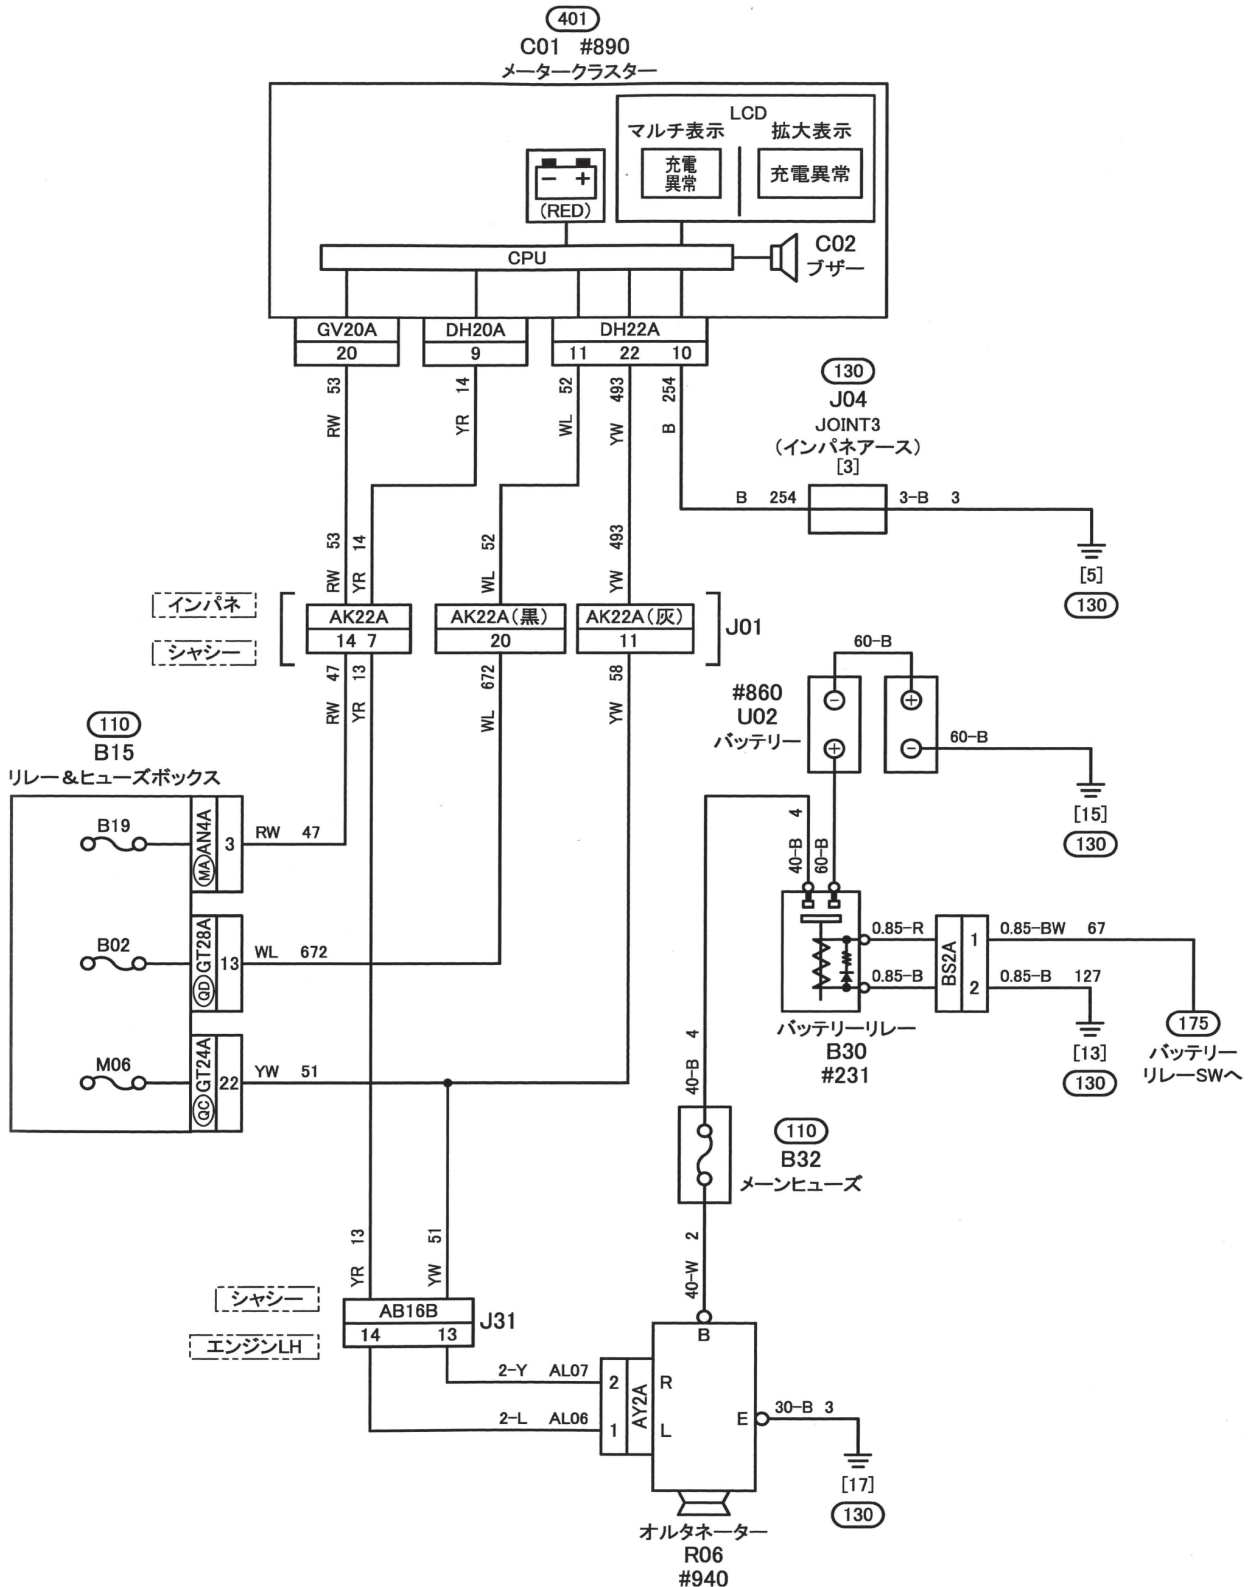 401
C01 #890
メータークラスター
LCD
マルチ表示 拡大表示
充電
異常
充電異常
− +
(RED)
CPU
C02
ブザー
GV20A
20
DH20A
9
DH22A
11 22 10
RW 53
YR 14
WL 52
YW 493
B 254
130
J04
JOINT3
(インパネアース)
[3]
B 254
3-B 3
[5]
130
RW 53
YR 14
WL 52
YW 493
インパネ
シャシー
AK22A
14 7
AK22A(黒)
20
AK22A(灰)
11
J01
RW 47
YR 13
WL 672
YW 58
60-B
#860
U02
バッテリー
− +
+ −
60-B
[15]
130
110
B15
リレー&ヒューズボックス
B19
MA AN4A
3
RW 47
B02
QD GT28A
13
WL 672
M06
QC GT24A
22
YW 51
40-B 4
60-B
0.85-R
0.85-B
BS2A
1
2
0.85-BW 67
0.85-B 127
バッテリーリレー
B30
#231
[13]
130
175
バッテリー
リレーSWへ
40-B 4
110
B32
メーンヒューズ
40-W 2
YR 13
YW 51
シャシー
エンジンLH
AB16B
14 13
J31
2-Y AL07
2-L AL06
2
1
AY2A
R
L
B
E
30-B 3
[17]
130
オルタネーター
R06
#940